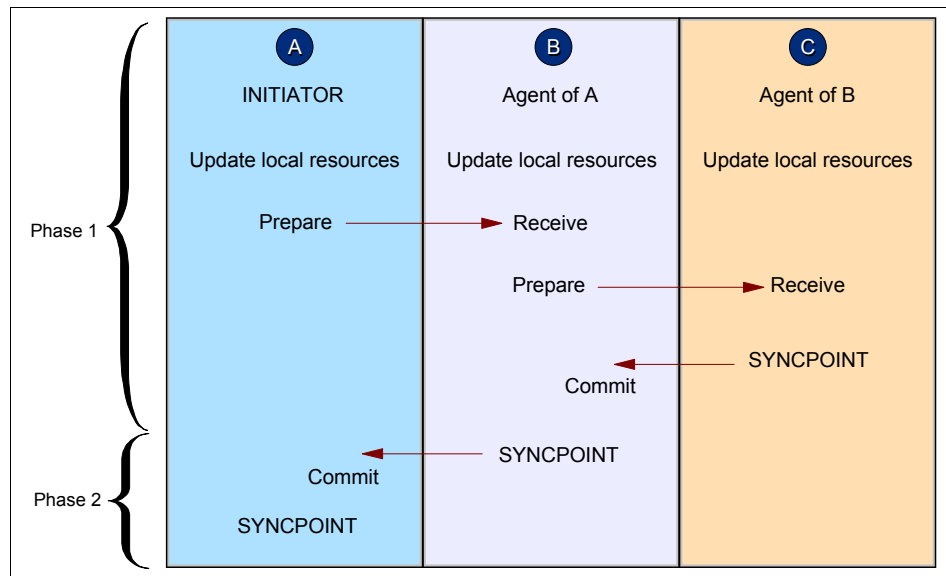 A B C
INITIATOR Agent of A Agent of B
Update local resources Update local resources Update local resources
Phase 1
Prepare Receive
Prepare Receive
SYNCPOINT
Commit
SYNCPOINT
Commit
Phase 2
SYNCPOINT